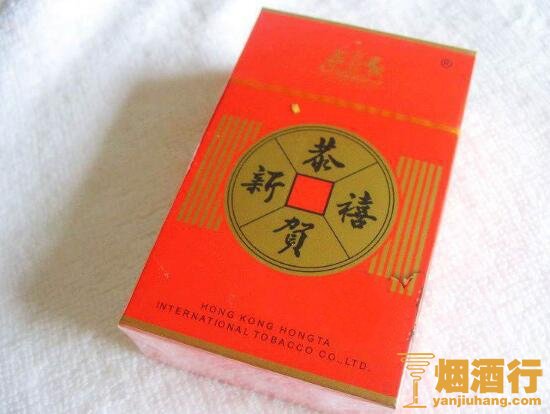 ®
恭賀新禧
HONG KONG HONGTA
INTERNATIONAL TOBACCO CO.,LTD.
烟酒行
yanjiuhang.com